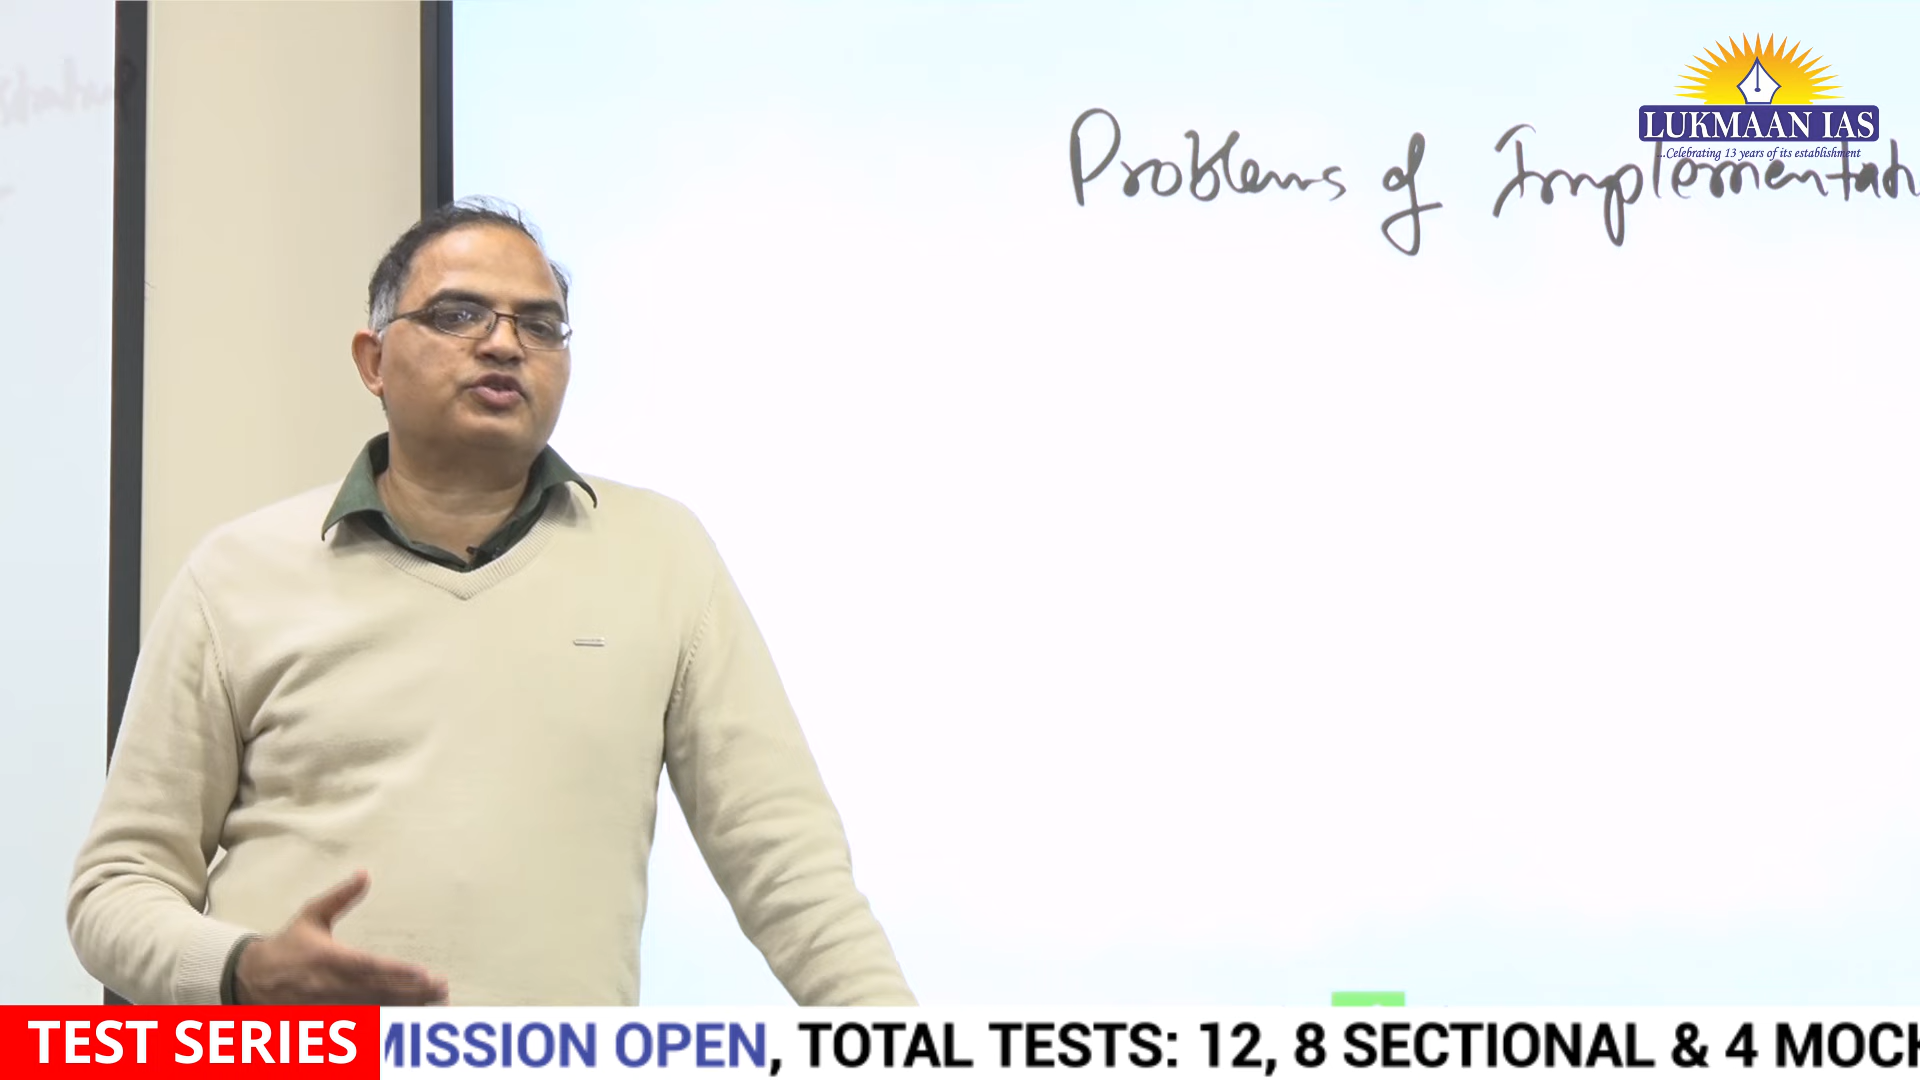 LUKMAAN IAS
...Celebrating 13 years of its establishment
Problems of Implementati
TEST SERIES
MISSION OPEN, TOTAL TESTS: 12, 8 SECTIONAL & 4 MOCK